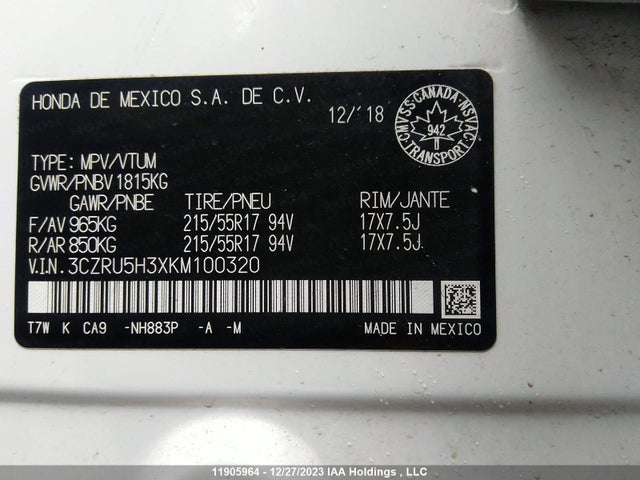 HONDA DE MEXICO S.A. DE C.V.
12/'18
CMVSS·CANADA·NSVAC
942
TRANSPORT
TYPE: MPV/VTUM
GVWR/PNBV 1815KG
GAWR/PNBE TIRE/PNEU RIM/JANTE
F/AV 965KG 215/55R17 94V 17X7.5J
R/AR 850KG 215/55R17 94V 17X7.5J
V.I.N. 3CZRU5H3XKM100320
T7W K CA9 -NH883P -A -M MADE IN MEXICO
11905964 - 12/27/2023 IAA Holdings , LLC